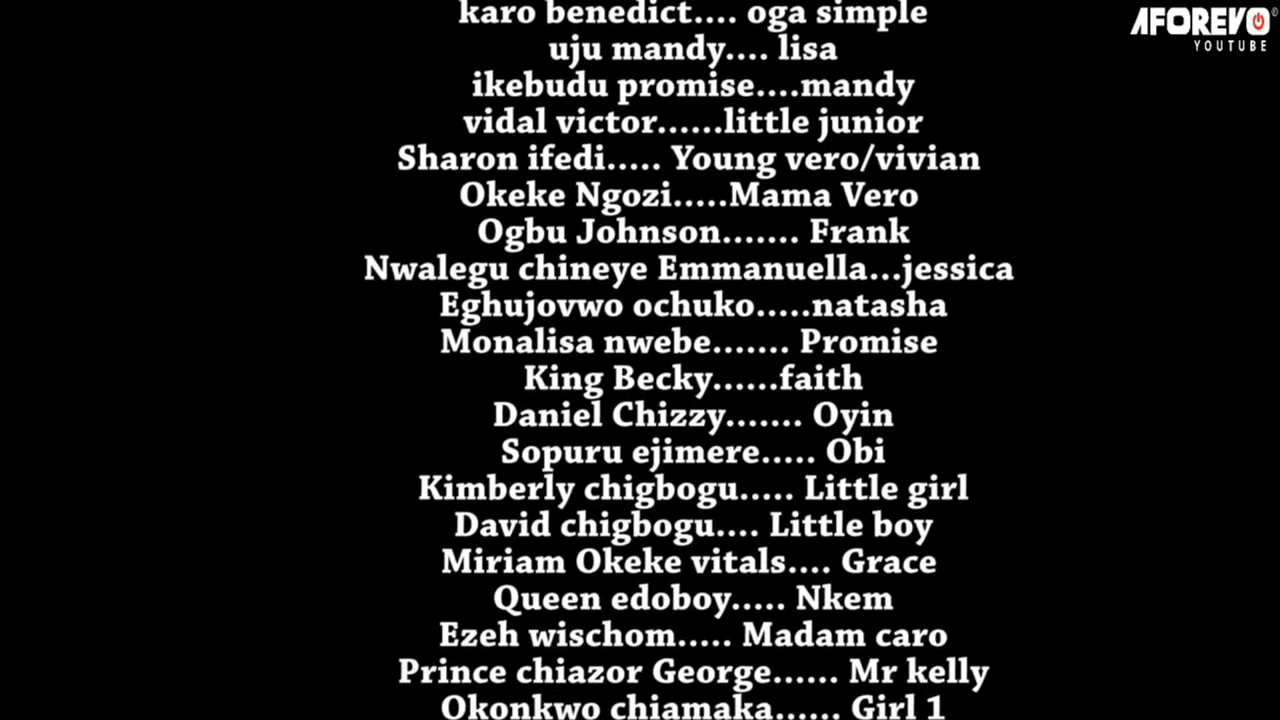 AFOREVO
YOUTUBE
karo benedict.... oga simple
uju mandy.... lisa
ikebudu promise....mandy
vidal victor......little junior
Sharon ifedi..... Young vero/vivian
Okeke Ngozi.....Mama Vero
Ogbu Johnson....... Frank
Nwalegu chineye Emmanuella...jessica
Eghujovwo ochuko.....natasha
Monalisa nwebe....... Promise
King Becky......faith
Daniel Chizzy....... Oyin
Sopuru ejimere..... Obi
Kimberly chigbogu..... Little girl
David chigbogu.... Little boy
Miriam Okeke vitals.... Grace
Queen edoboy..... Nkem
Ezeh wischom..... Madam caro
Prince chiazor George...... Mr kelly
Okonkwo chiamaka...... Girl 1